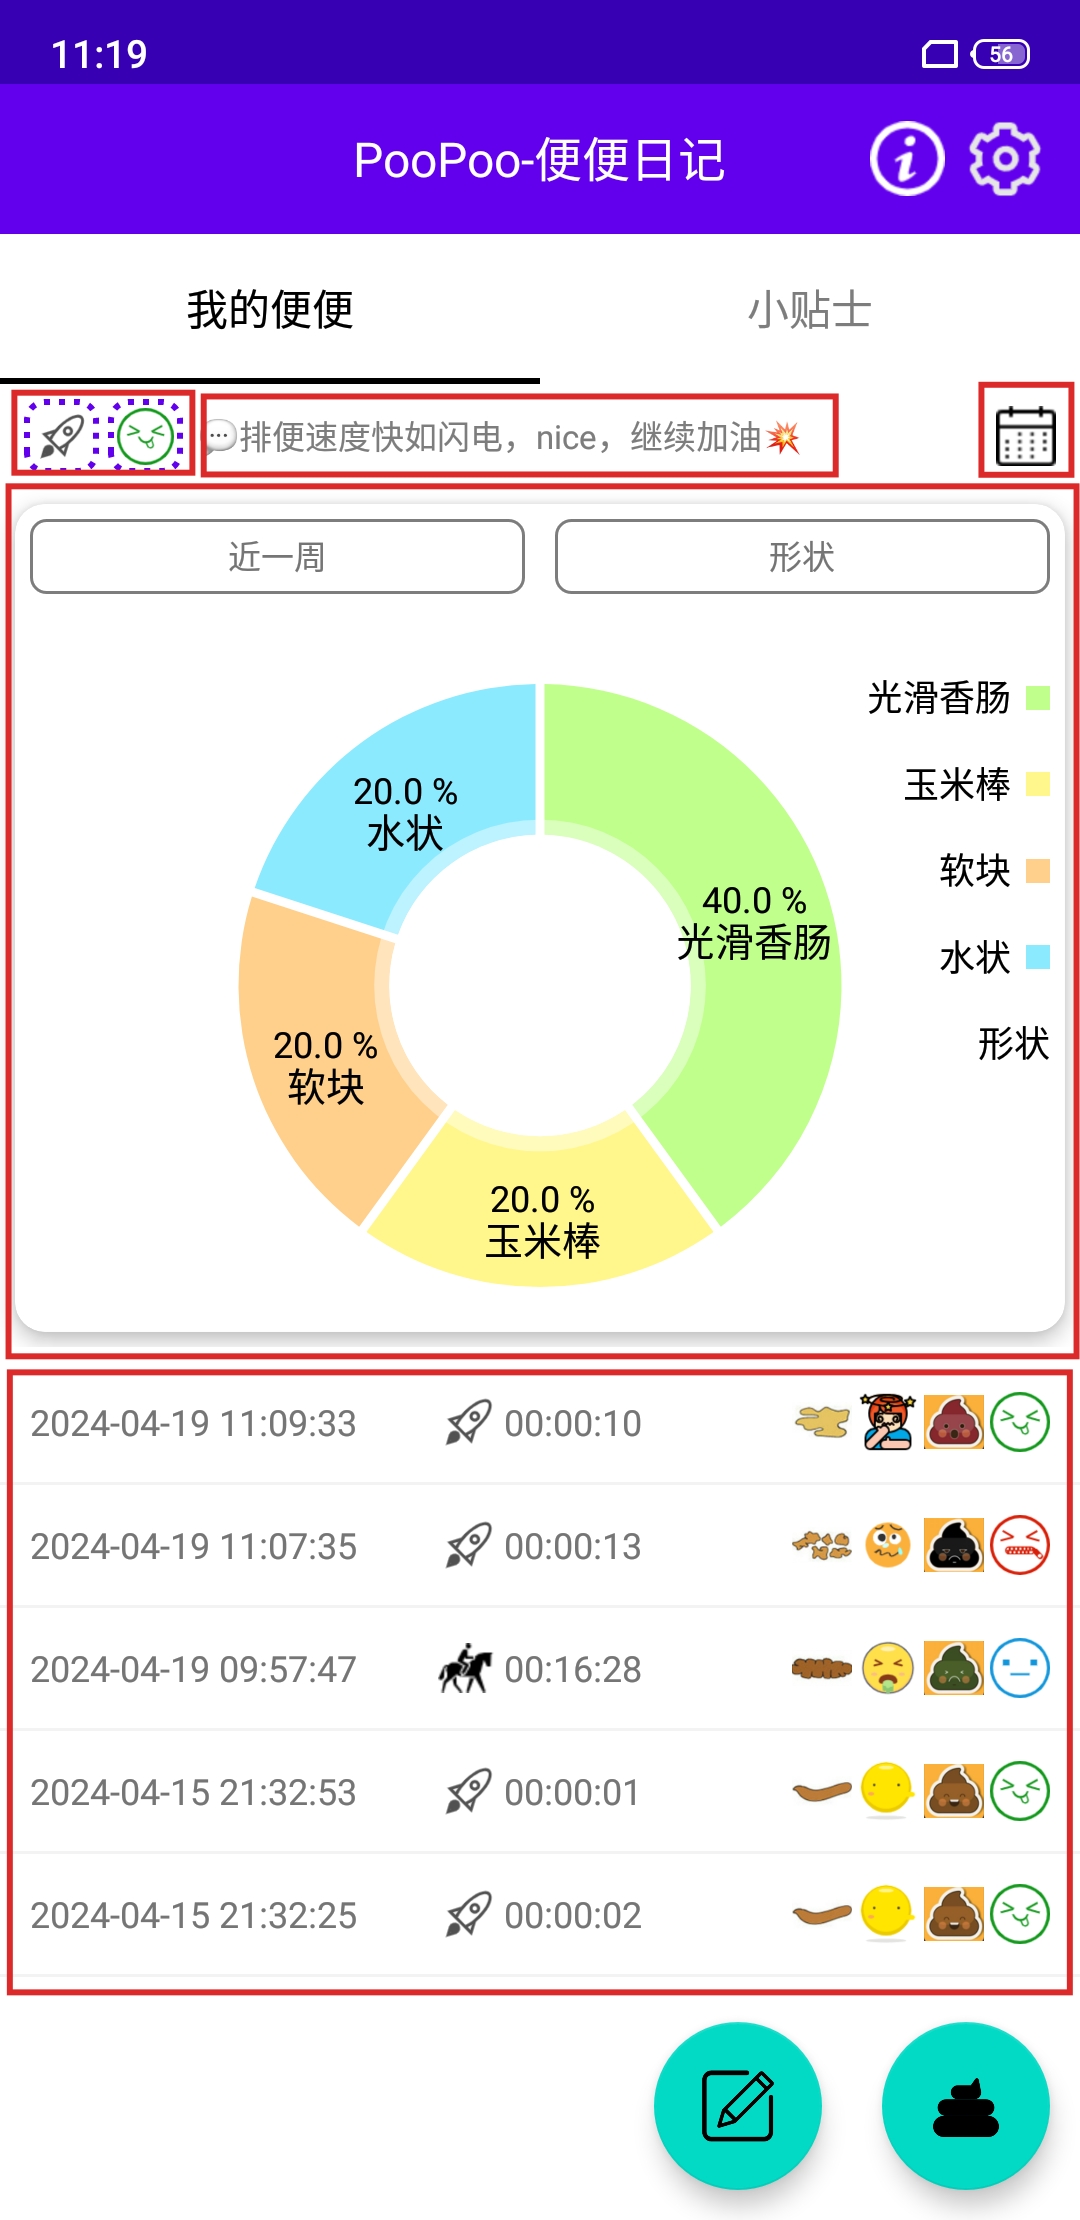 11:19
56
PooPoo-便便日记
我的便便
小贴士
排便速度快如闪电，nice，继续加油💥
近一周
形状
光滑香肠
玉米棒
软块
水状
形状
20.0 %
水状
40.0 %
光滑香肠
20.0 %
软块
20.0 %
玉米棒
2024-04-19 11:09:33 00:00:10
2024-04-19 11:07:35 00:00:13
2024-04-19 09:57:47 00:16:28
2024-04-15 21:32:53 00:00:01
2024-04-15 21:32:25 00:00:02